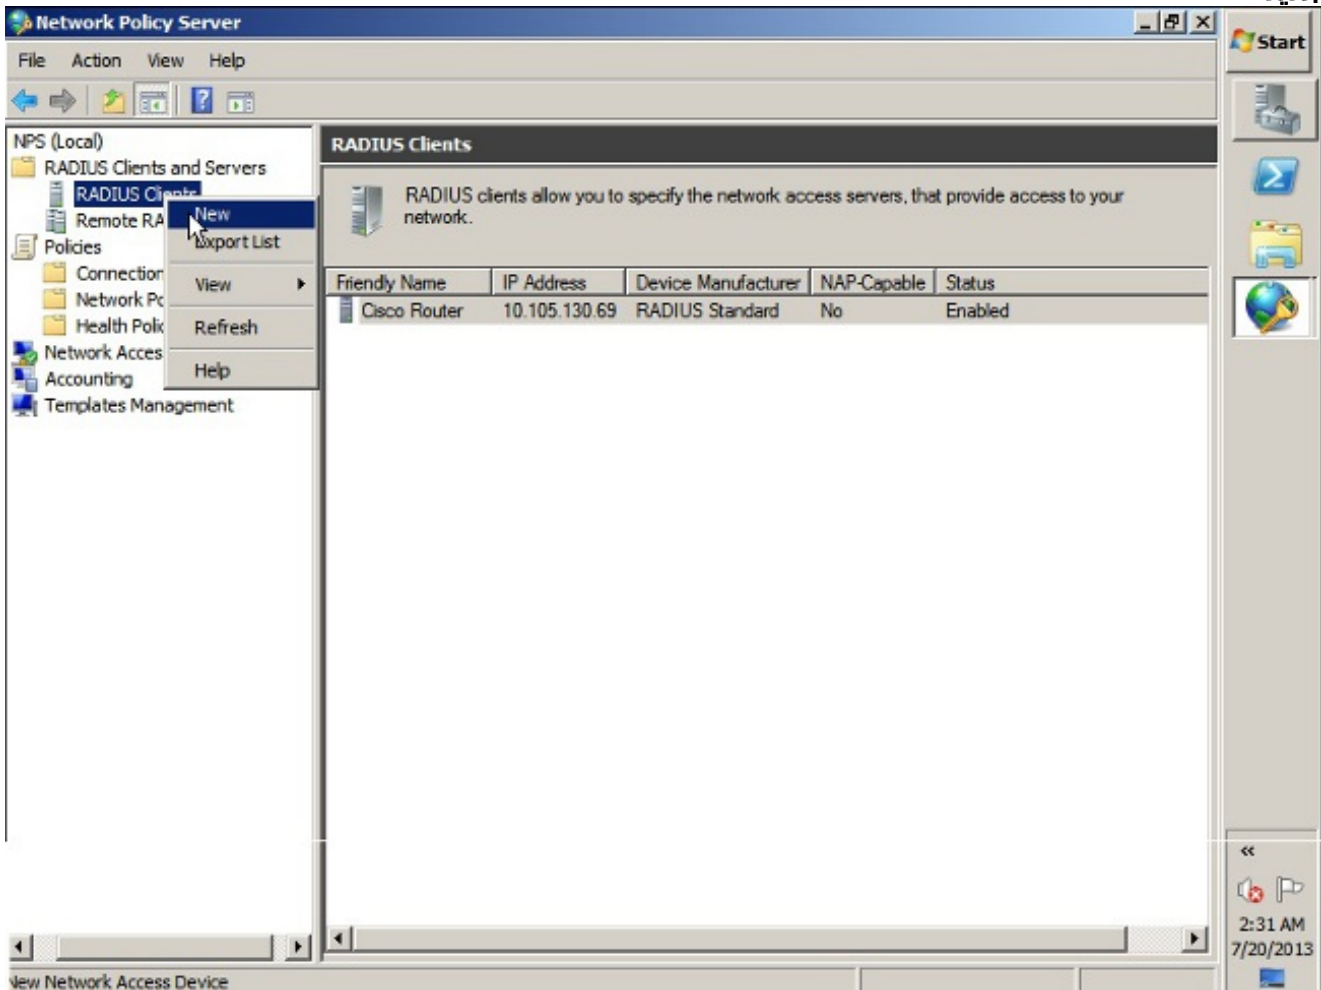 Network Policy Server
Start
File Action View Help
NPS (Local)
RADIUS Clients and Servers
RADIUS Clients
Remote RA
Policies
Connection
Network Po
Health Polic
Network Acces
Accounting
Templates Management
New
Export List
View
Refresh
Help
RADIUS Clients
RADIUS clients allow you to specify the network access servers, that provide access to your
network.
Friendly Name IP Address Device Manufacturer NAP-Capable Status
Cisco Router 10.105.130.69 RADIUS Standard No Enabled
New Network Access Device
«
2:31 AM
7/20/2013